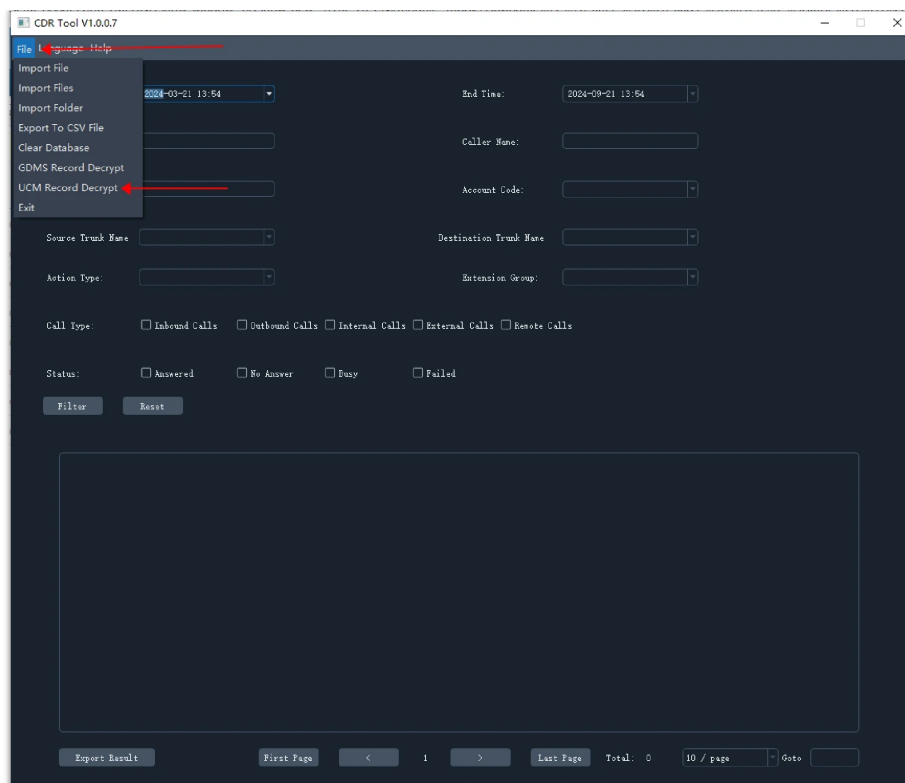 CDR Tool V1.0.0.7
File Language Help
Import File
Import Files
Import Folder
Export To CSV File
Clear Database
GDMS Record Decrypt
UCM Record Decrypt
Exit
2024-03-21 13:54 End Time: 2024-09-21 13:54
Caller Name:
Account Code:
Source Trunk Name Destination Trunk Name
Action Type: Extension Group:
Call Type: Inbound Calls Outbound Calls Internal Calls External Calls Remote Calls
Status: Answered No Answer Busy Failed
Filter Reset
Export Result First Page < 1 > Last Page Total: 0 10 / page Goto